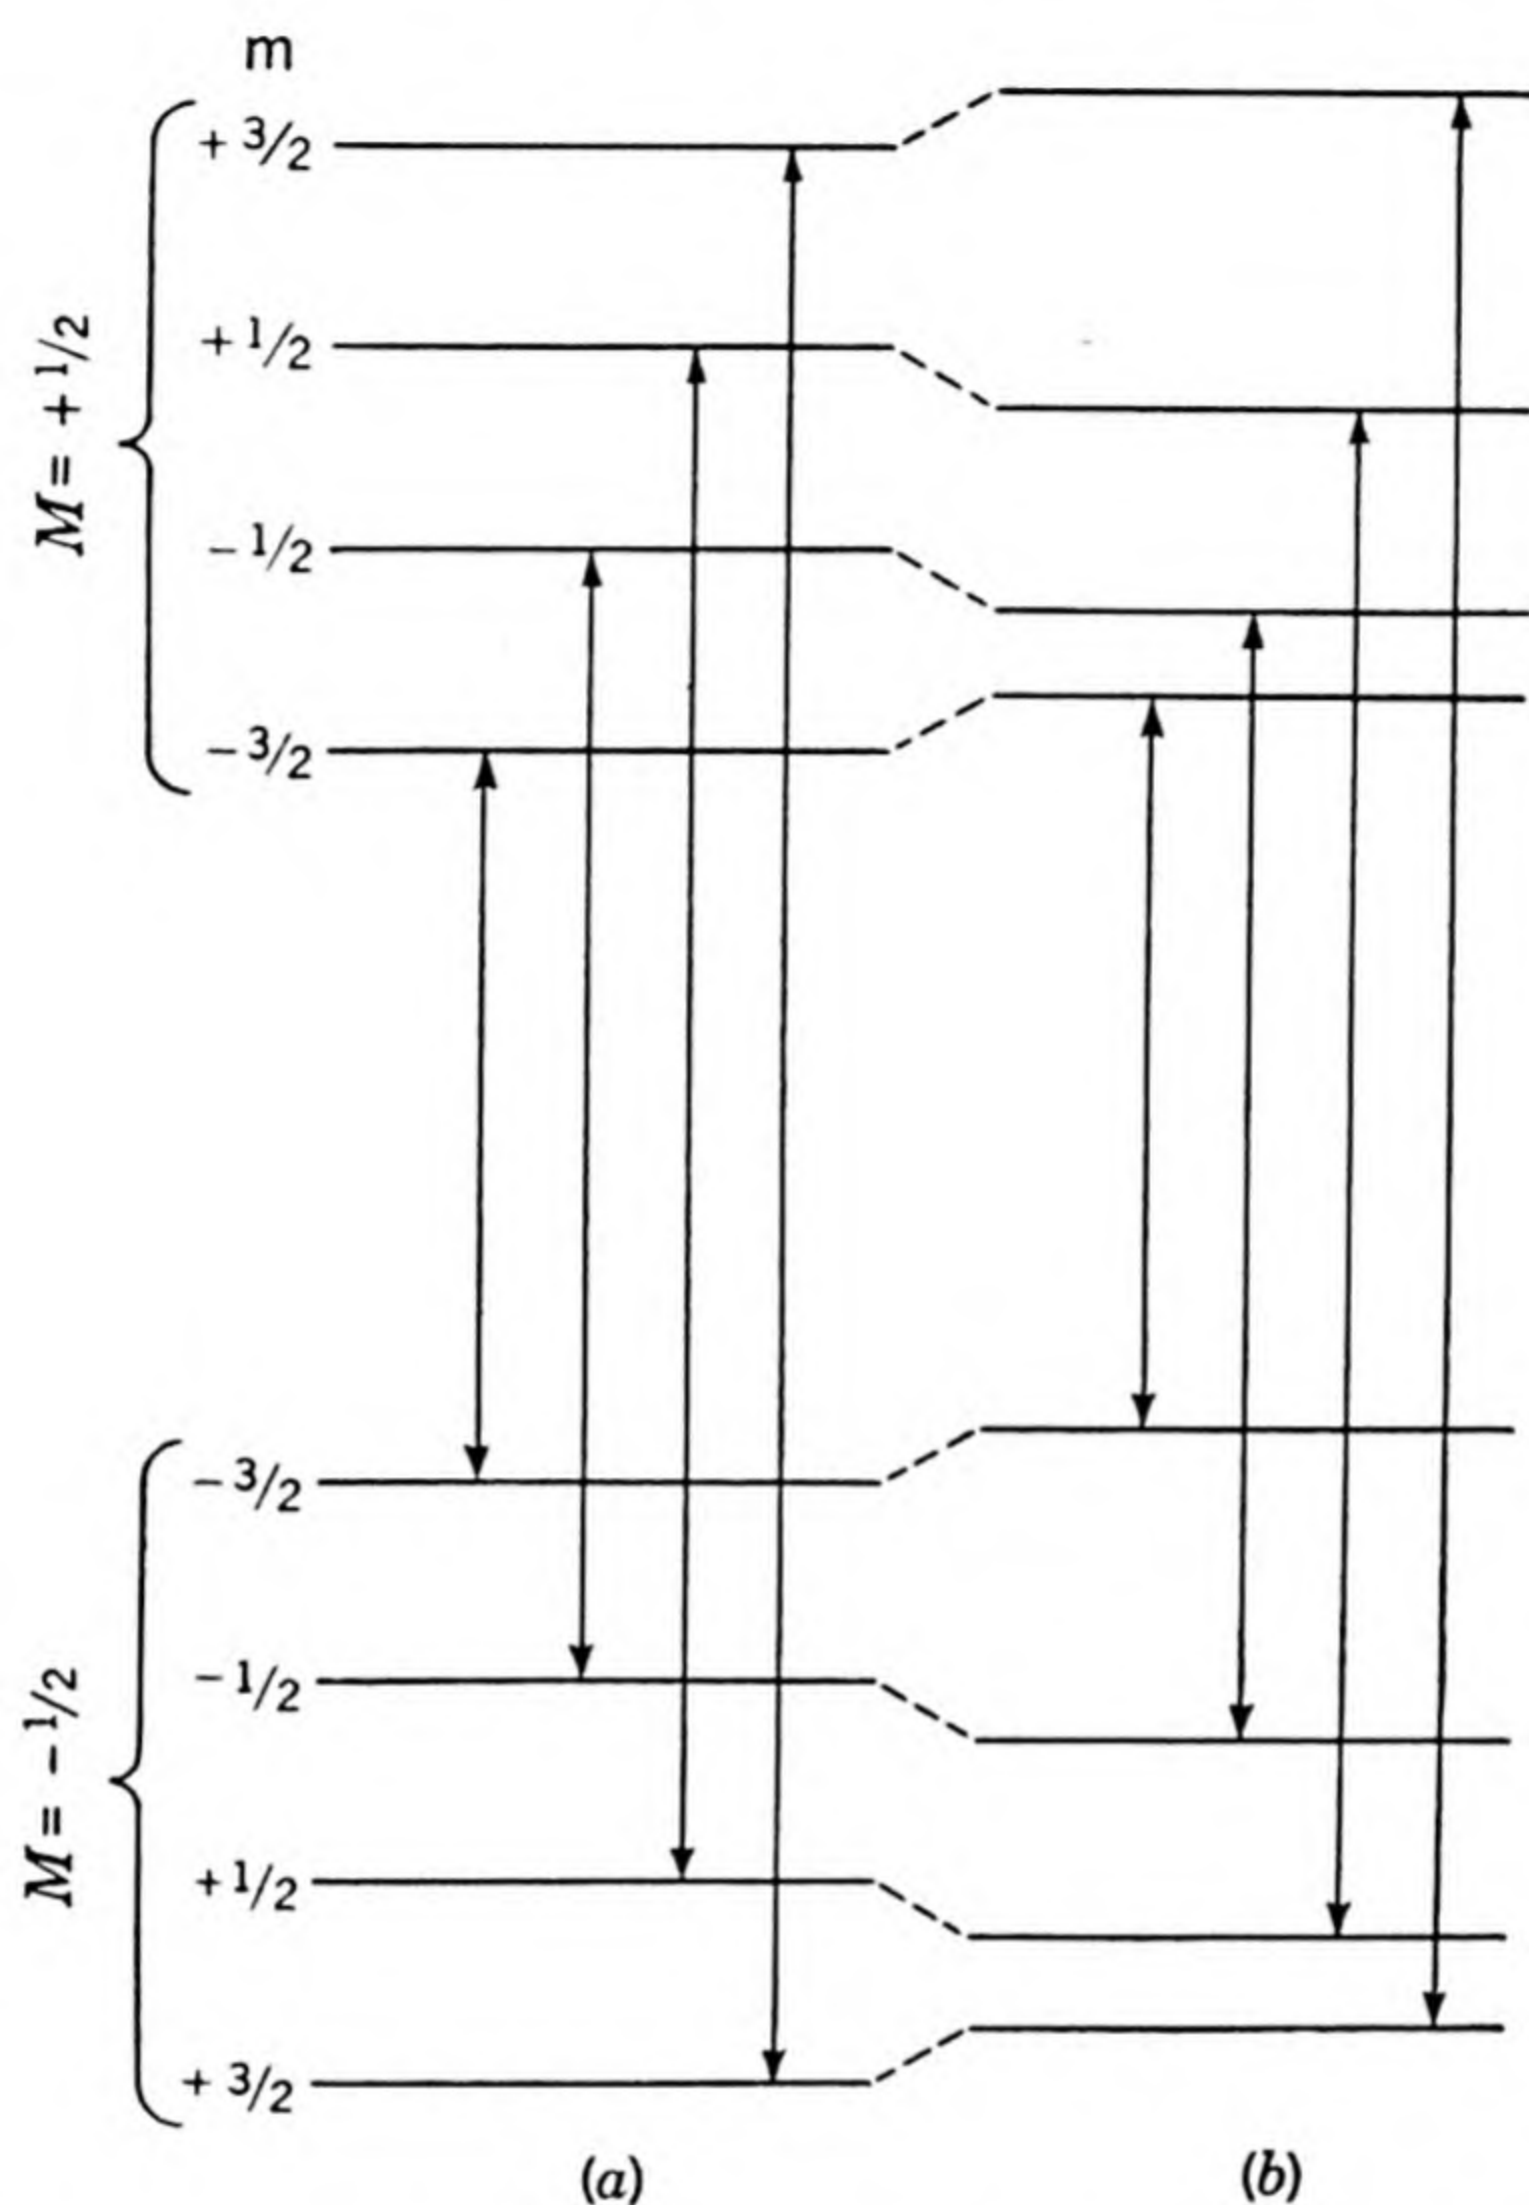 m
+ 3/2
+ 1/2
M = + 1/2
- 1/2
- 3/2
- 3/2
- 1/2
M = - 1/2
+ 1/2
+ 3/2
(a) (b)